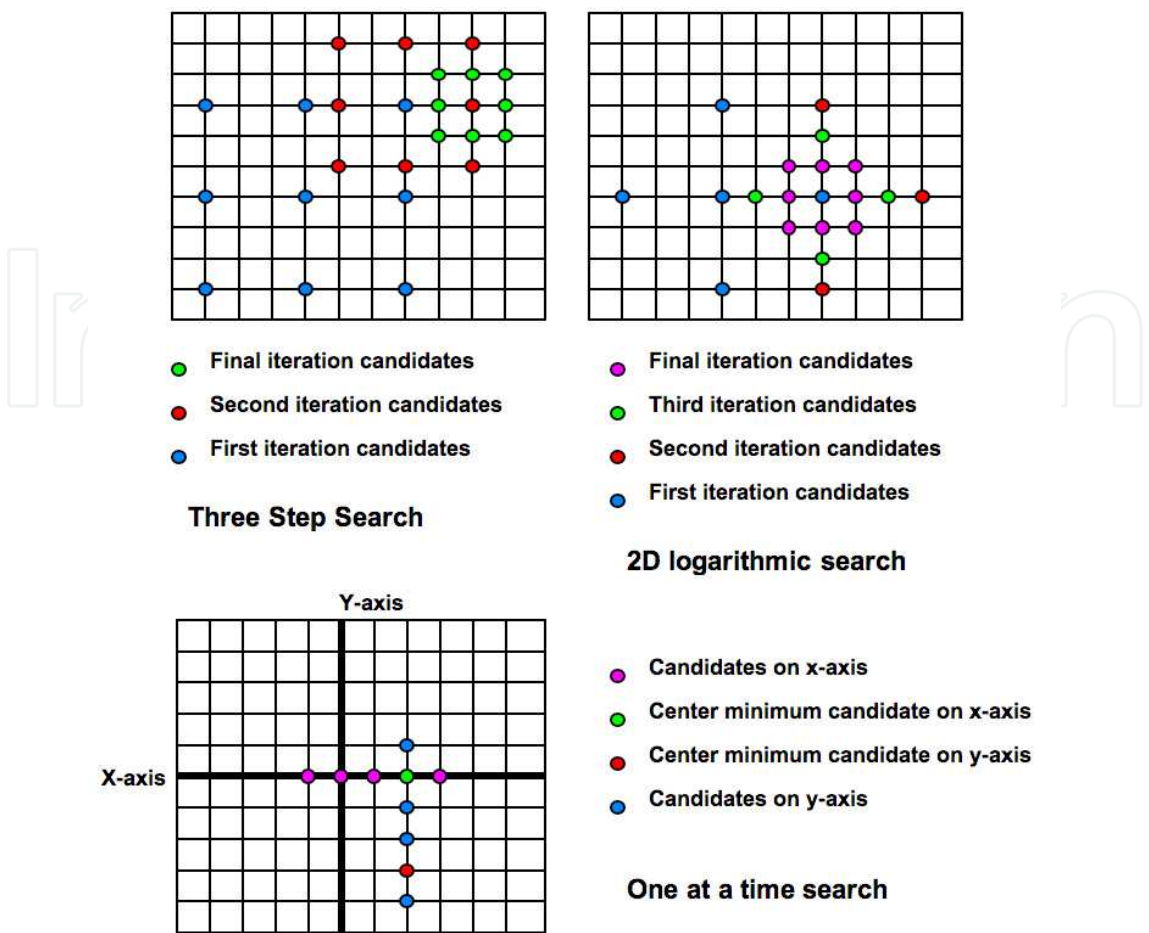 Final iteration candidates
Second iteration candidates
First iteration candidates
Three Step Search
Final iteration candidates
Third iteration candidates
Second iteration candidates
First iteration candidates
2D logarithmic search
Y-axis
X-axis
Candidates on x-axis
Center minimum candidate on x-axis
Center minimum candidate on y-axis
Candidates on y-axis
One at a time search